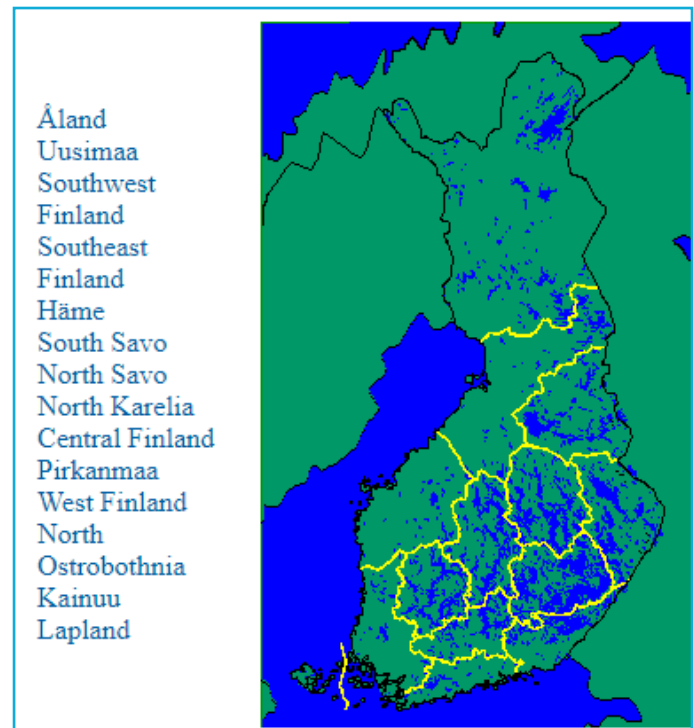 Åland
Uusimaa
Southwest
Finland
Southeast
Finland
Häme
South Savo
North Savo
North Karelia
Central Finland
Pirkanmaa
West Finland
North
Ostrobothnia
Kainuu
Lapland